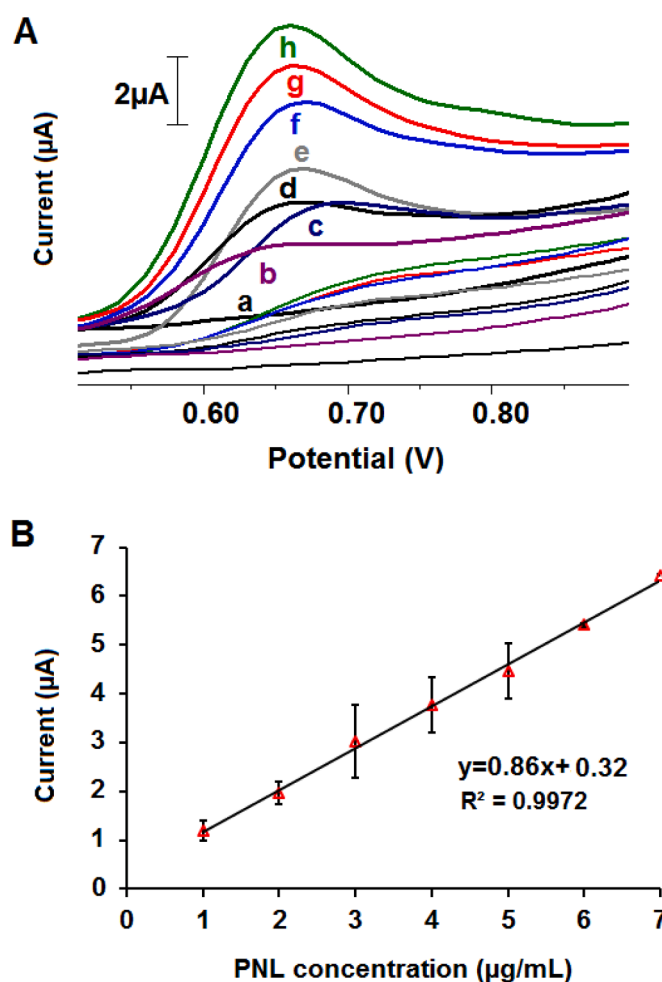 A
2µA
h
g
f
e
d
c
b
a
Current (µA)
0.60 0.70 0.80
Potential (V)
B
7
6
5
4
3
2
1
0
Current (µA)
y=0.86x+0.32
R² = 0.9972
0 1 2 3 4 5 6 7
PNL concentration (µg/mL)